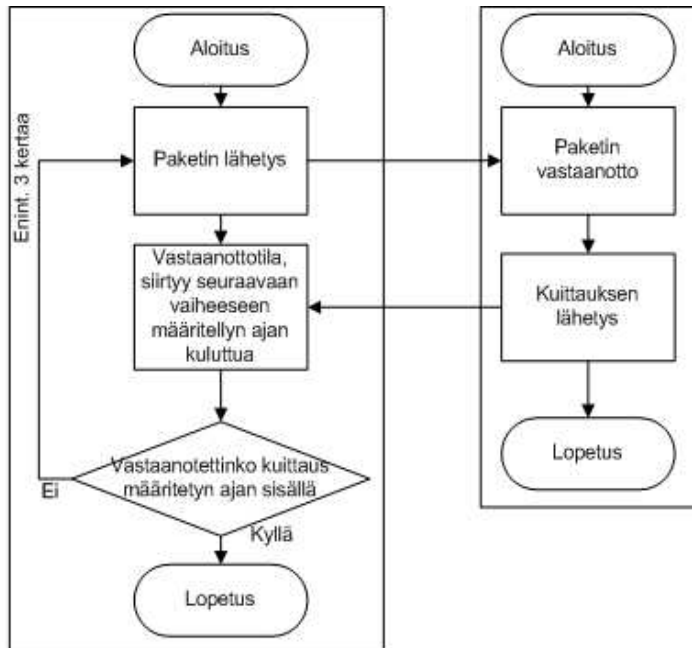 Aloitus
Enint. 3 kertaa
Paketin lähetys
Vastaanottotila,
siirtyy seuraavaan
vaiheeseen
määritellyn ajan
kuluttua
Vastaanotettinko kuittaus
määritetyn ajan sisällä
Ei
Kyllä
Lopetus
Aloitus
Paketin
vastaanotto
Kuittauksen
lähetys
Lopetus